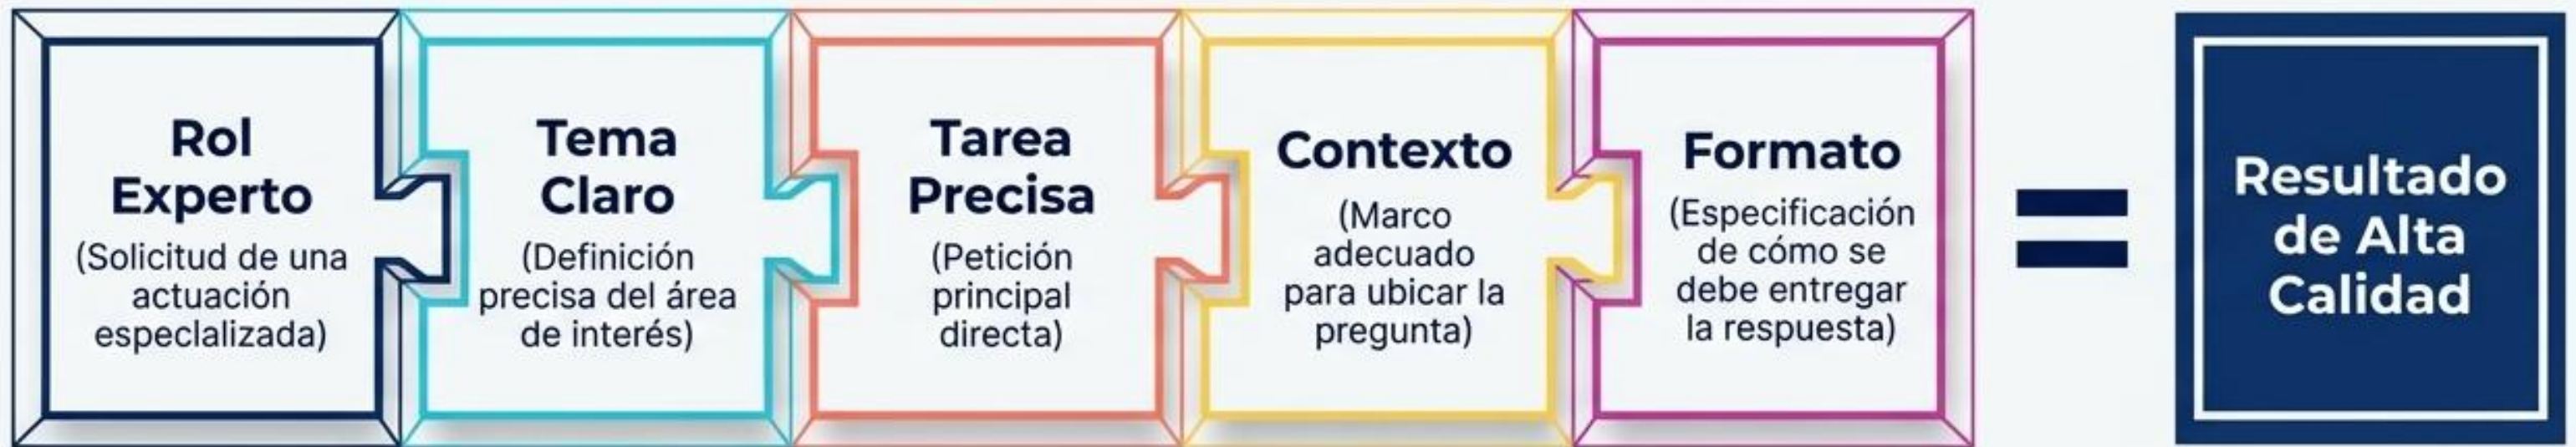 Rol
Experto
(Solicitud de una
actuación
especlalizada)
Tema
Claro
(Definición
precisa del área
de interés)
Tarea
Precisa
(Petición
principal
directa)
Contexto
(Marco
adecuado
para ubicar la
pregunta)
Formato
(Especificación
de cómo se
debe entregar
la respuesta)
=
Resultado
de Alta
Calidad